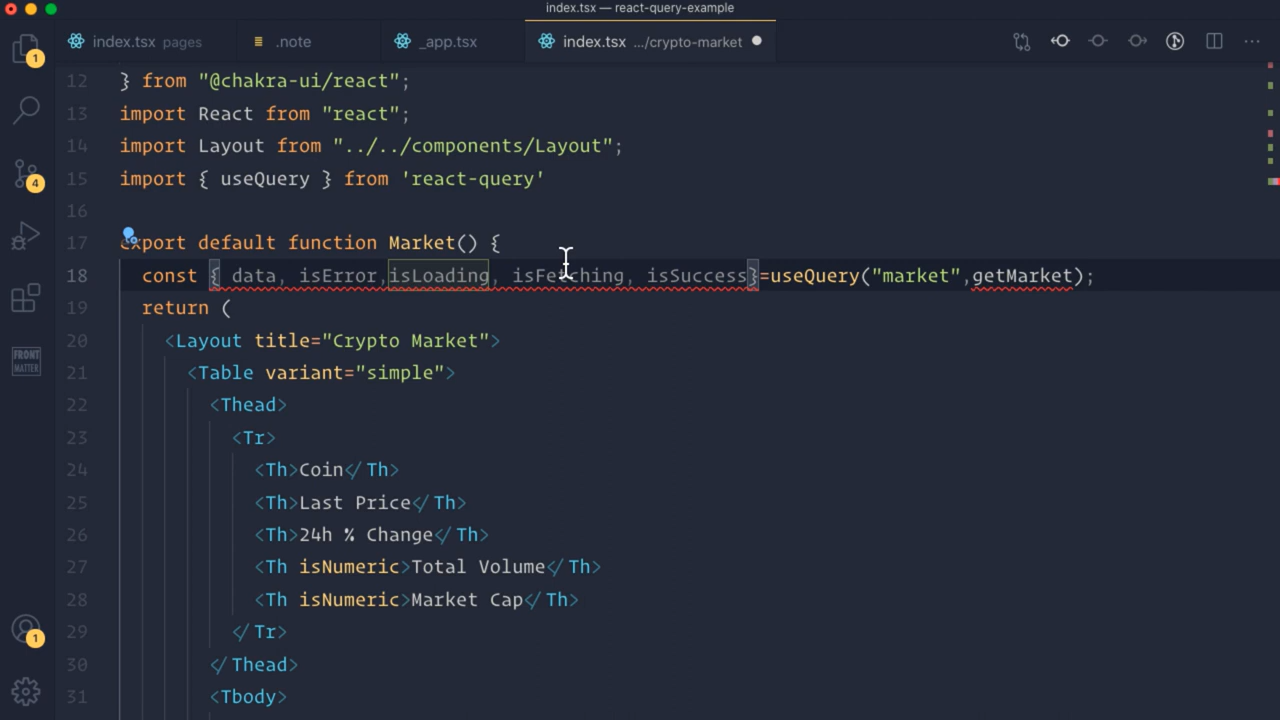 index.tsx — react-query-example
index.tsx pages
.note
_app.tsx
index.tsx .../crypto-market
1
4
FRONT
MATTER
1
12 } from "@chakra-ui/react";
13 import React from "react";
14 import Layout from "../../components/Layout";
15 import { useQuery } from 'react-query'
16
17 export default function Market() {
18 const { data, isError,isLoading, isFetching, isSuccess}=useQuery("market",getMarket);
19 return (
20 <Layout title="Crypto Market">
21 <Table variant="simple">
22 <Thead>
23 <Tr>
24 <Th>Coin</Th>
25 <Th>Last Price</Th>
26 <Th>24h % Change</Th>
27 <Th isNumeric>Total Volume</Th>
28 <Th isNumeric>Market Cap</Th>
29 </Tr>
30 </Thead>
31 <Tbody>